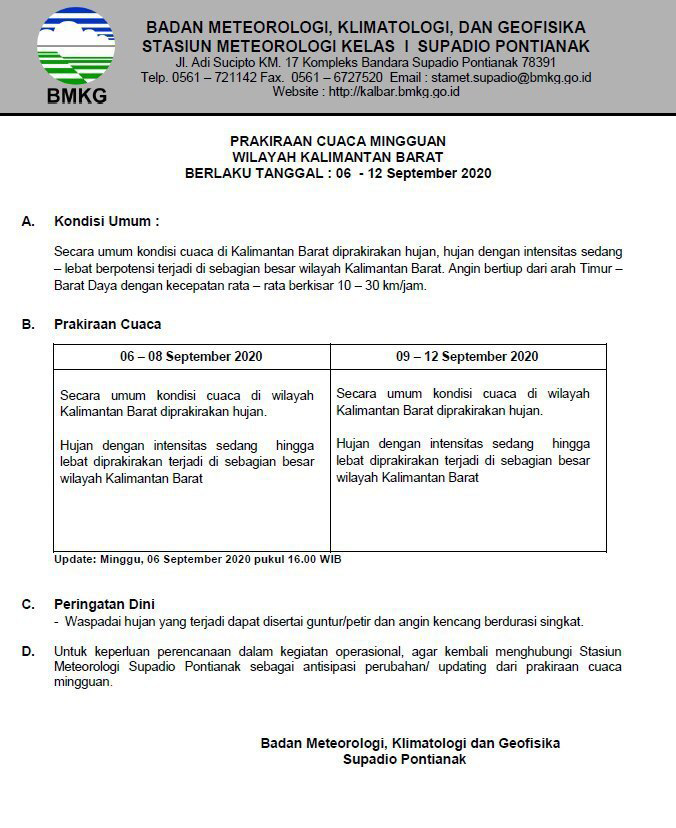 BMKG
BADAN METEOROLOGI, KLIMATOLOGI, DAN GEOFISIKA
STASIUN METEOROLOGI KELAS I SUPADIO PONTIANAK
Jl. Adi Sucipto KM. 17 Kompleks Bandara Supadio Pontianak 78391
Telp. 0561 – 721142 Fax. 0561 – 6727520 Email : stamet.supadio@bmkg.go.id
Website : http://kalbar.bmkg.go.id
PRAKIRAAN CUACA MINGGUAN
WILAYAH KALIMANTAN BARAT
BERLAKU TANGGAL : 06 - 12 September 2020
A. Kondisi Umum :
Secara umum kondisi cuaca di Kalimantan Barat diprakirakan hujan, hujan dengan intensitas sedang
– lebat berpotensi terjadi di sebagian besar wilayah Kalimantan Barat. Angin bertiup dari arah Timur –
Barat Daya dengan kecepatan rata – rata berkisar 10 – 30 km/jam.
B. Prakiraan Cuaca
06 – 08 September 2020
Secara umum kondisi cuaca di wilayah
Kalimantan Barat diprakirakan hujan.
Hujan dengan intensitas sedang hingga
lebat diprakirakan terjadi di sebagian besar
wilayah Kalimantan Barat
09 – 12 September 2020
Secara umum kondisi cuaca di wilayah
Kalimantan Barat diprakirakan hujan.
Hujan dengan intensitas sedang hingga
lebat diprakirakan terjadi di sebagian besar
wilayah Kalimantan Barat
Update: Minggu, 06 September 2020 pukul 16.00 WIB
C. Peringatan Dini
- Waspadai hujan yang terjadi dapat disertai guntur/petir dan angin kencang berdurasi singkat.
D. Untuk keperluan perencanaan dalam kegiatan operasional, agar kembali menghubungi Stasiun
Meteorologi Supadio Pontianak sebagai antisipasi perubahan/ updating dari prakiraan cuaca
mingguan.
Badan Meteorologi, Klimatologi dan Geofisika
Supadio Pontianak